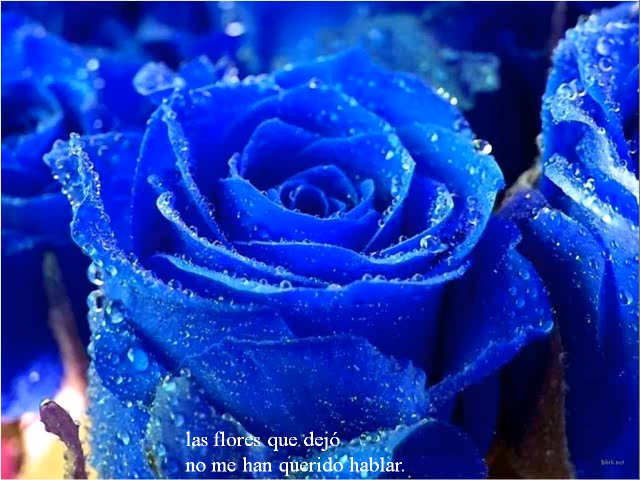 las flores que dejó
no me han querido hablar.